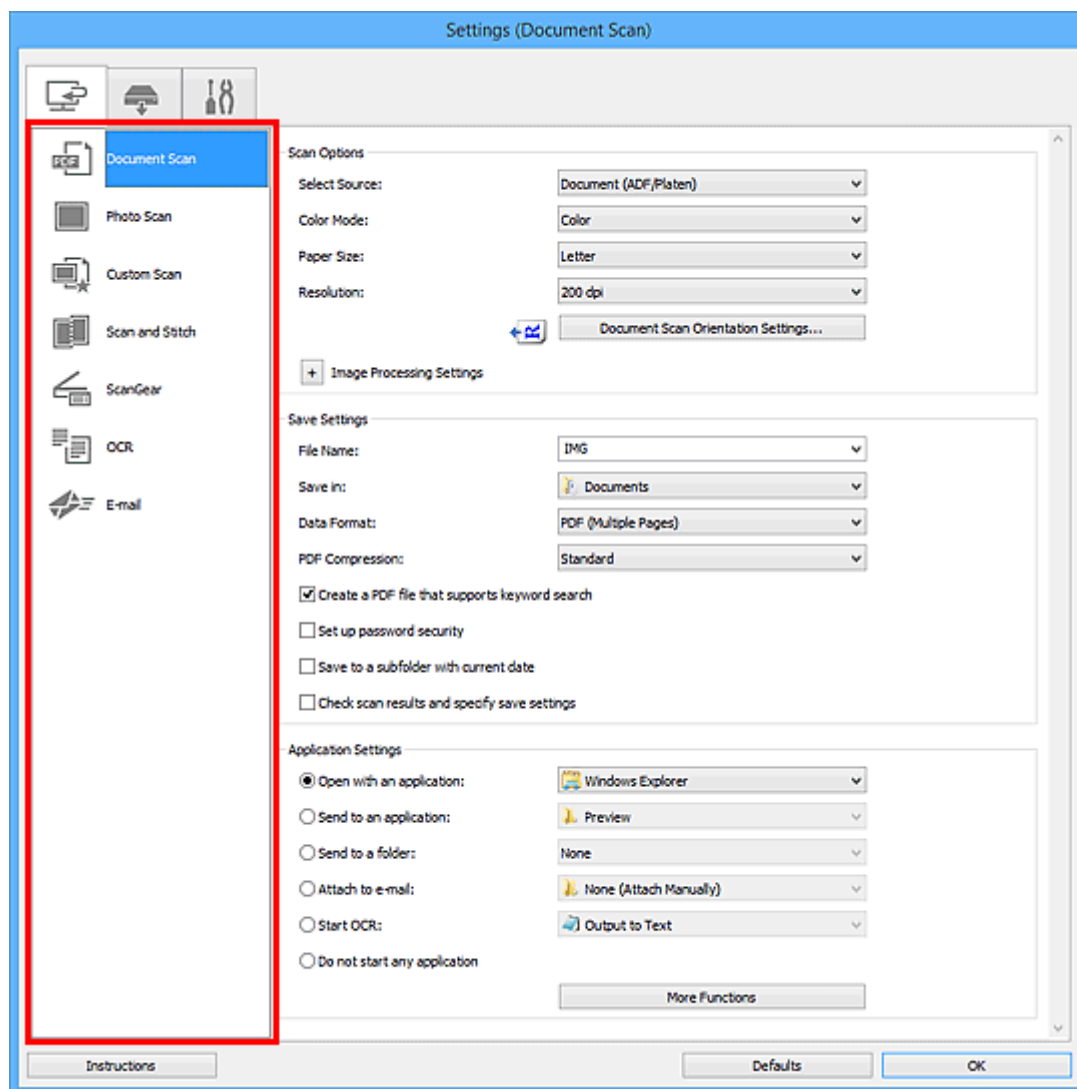 Settings (Document Scan)
PDF
Document Scan
Photo Scan
Custom Scan
Scan and Stitch
ScanGear
OCR
E-mail
Scan Options
Select Source: Document (ADF/Platen)
Color Mode: Color
Paper Size: Letter
Resolution: 200 dpi
R Document Scan Orientation Settings...
+ Image Processing Settings
Save Settings
File Name: IMG
Save in: Documents
Data Format: PDF (Multiple Pages)
PDF Compression: Standard
Create a PDF file that supports keyword search
Set up password security
Save to a subfolder with current date
Check scan results and specify save settings
Application Settings
Open with an application: Windows Explorer
Send to an application: Preview
Send to a folder: None
Attach to e-mail: None (Attach Manually)
Start OCR: Output to Text
Do not start any application
More Functions
Instructions Defaults OK